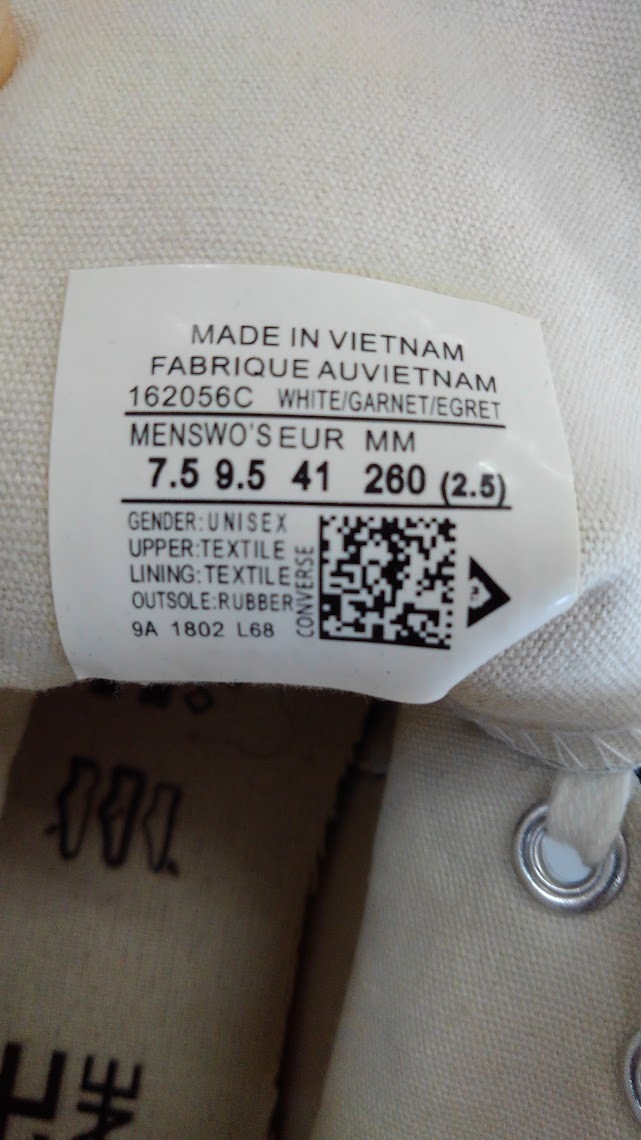 MADE IN VIETNAM
FABRIQUE AUVIETNAM
162056C WHITE/GARNET/EGRET
MENSWO'S EUR MM
7.5 9.5 41 260 (2.5)
GENDER:UNISEX
UPPER:TEXTILE
LINING:TEXTILE
OUTSOLE:RUBBER
9A 1802 L68
CONVERSE